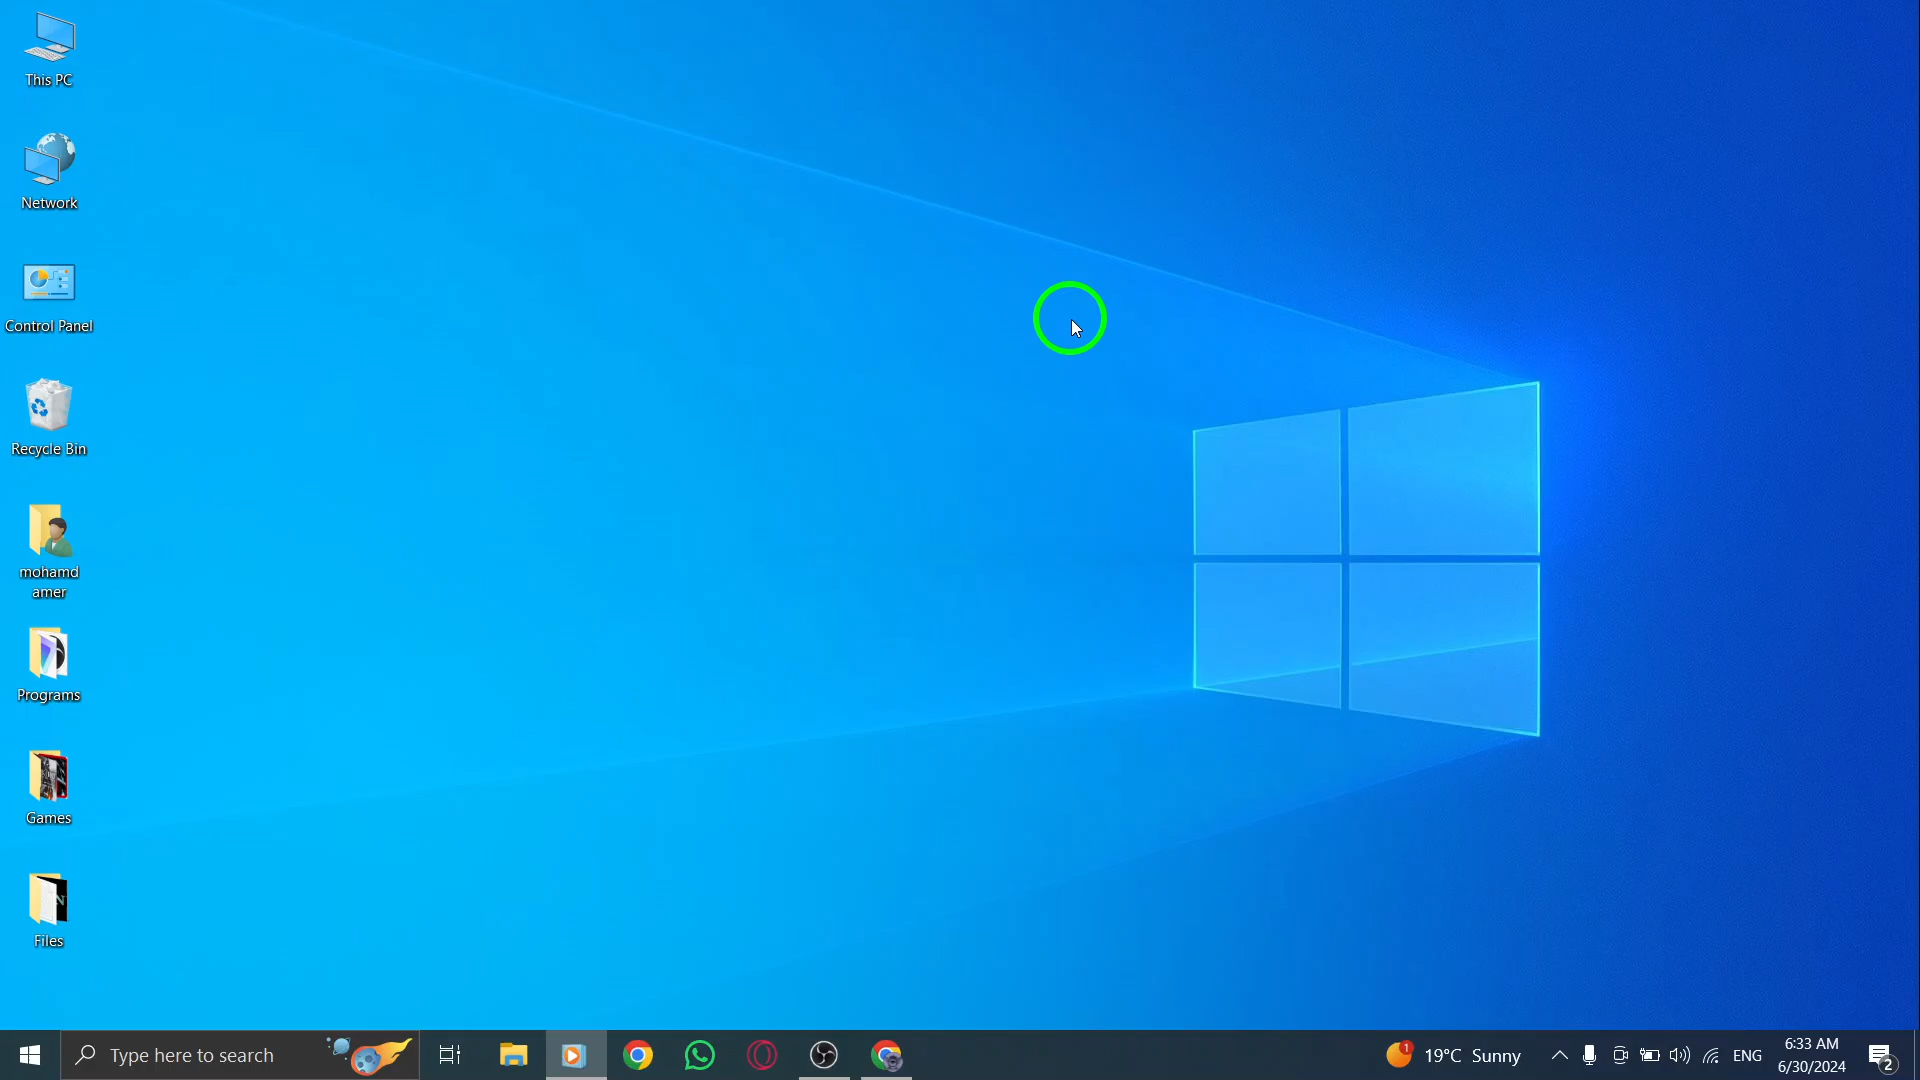 This PC
Network
Control Panel
Recycle Bin
mohamd
amer
Programs
Games
Files
Type here to search
1
19°C Sunny
ENG
6:33 AM
6/30/2024
2